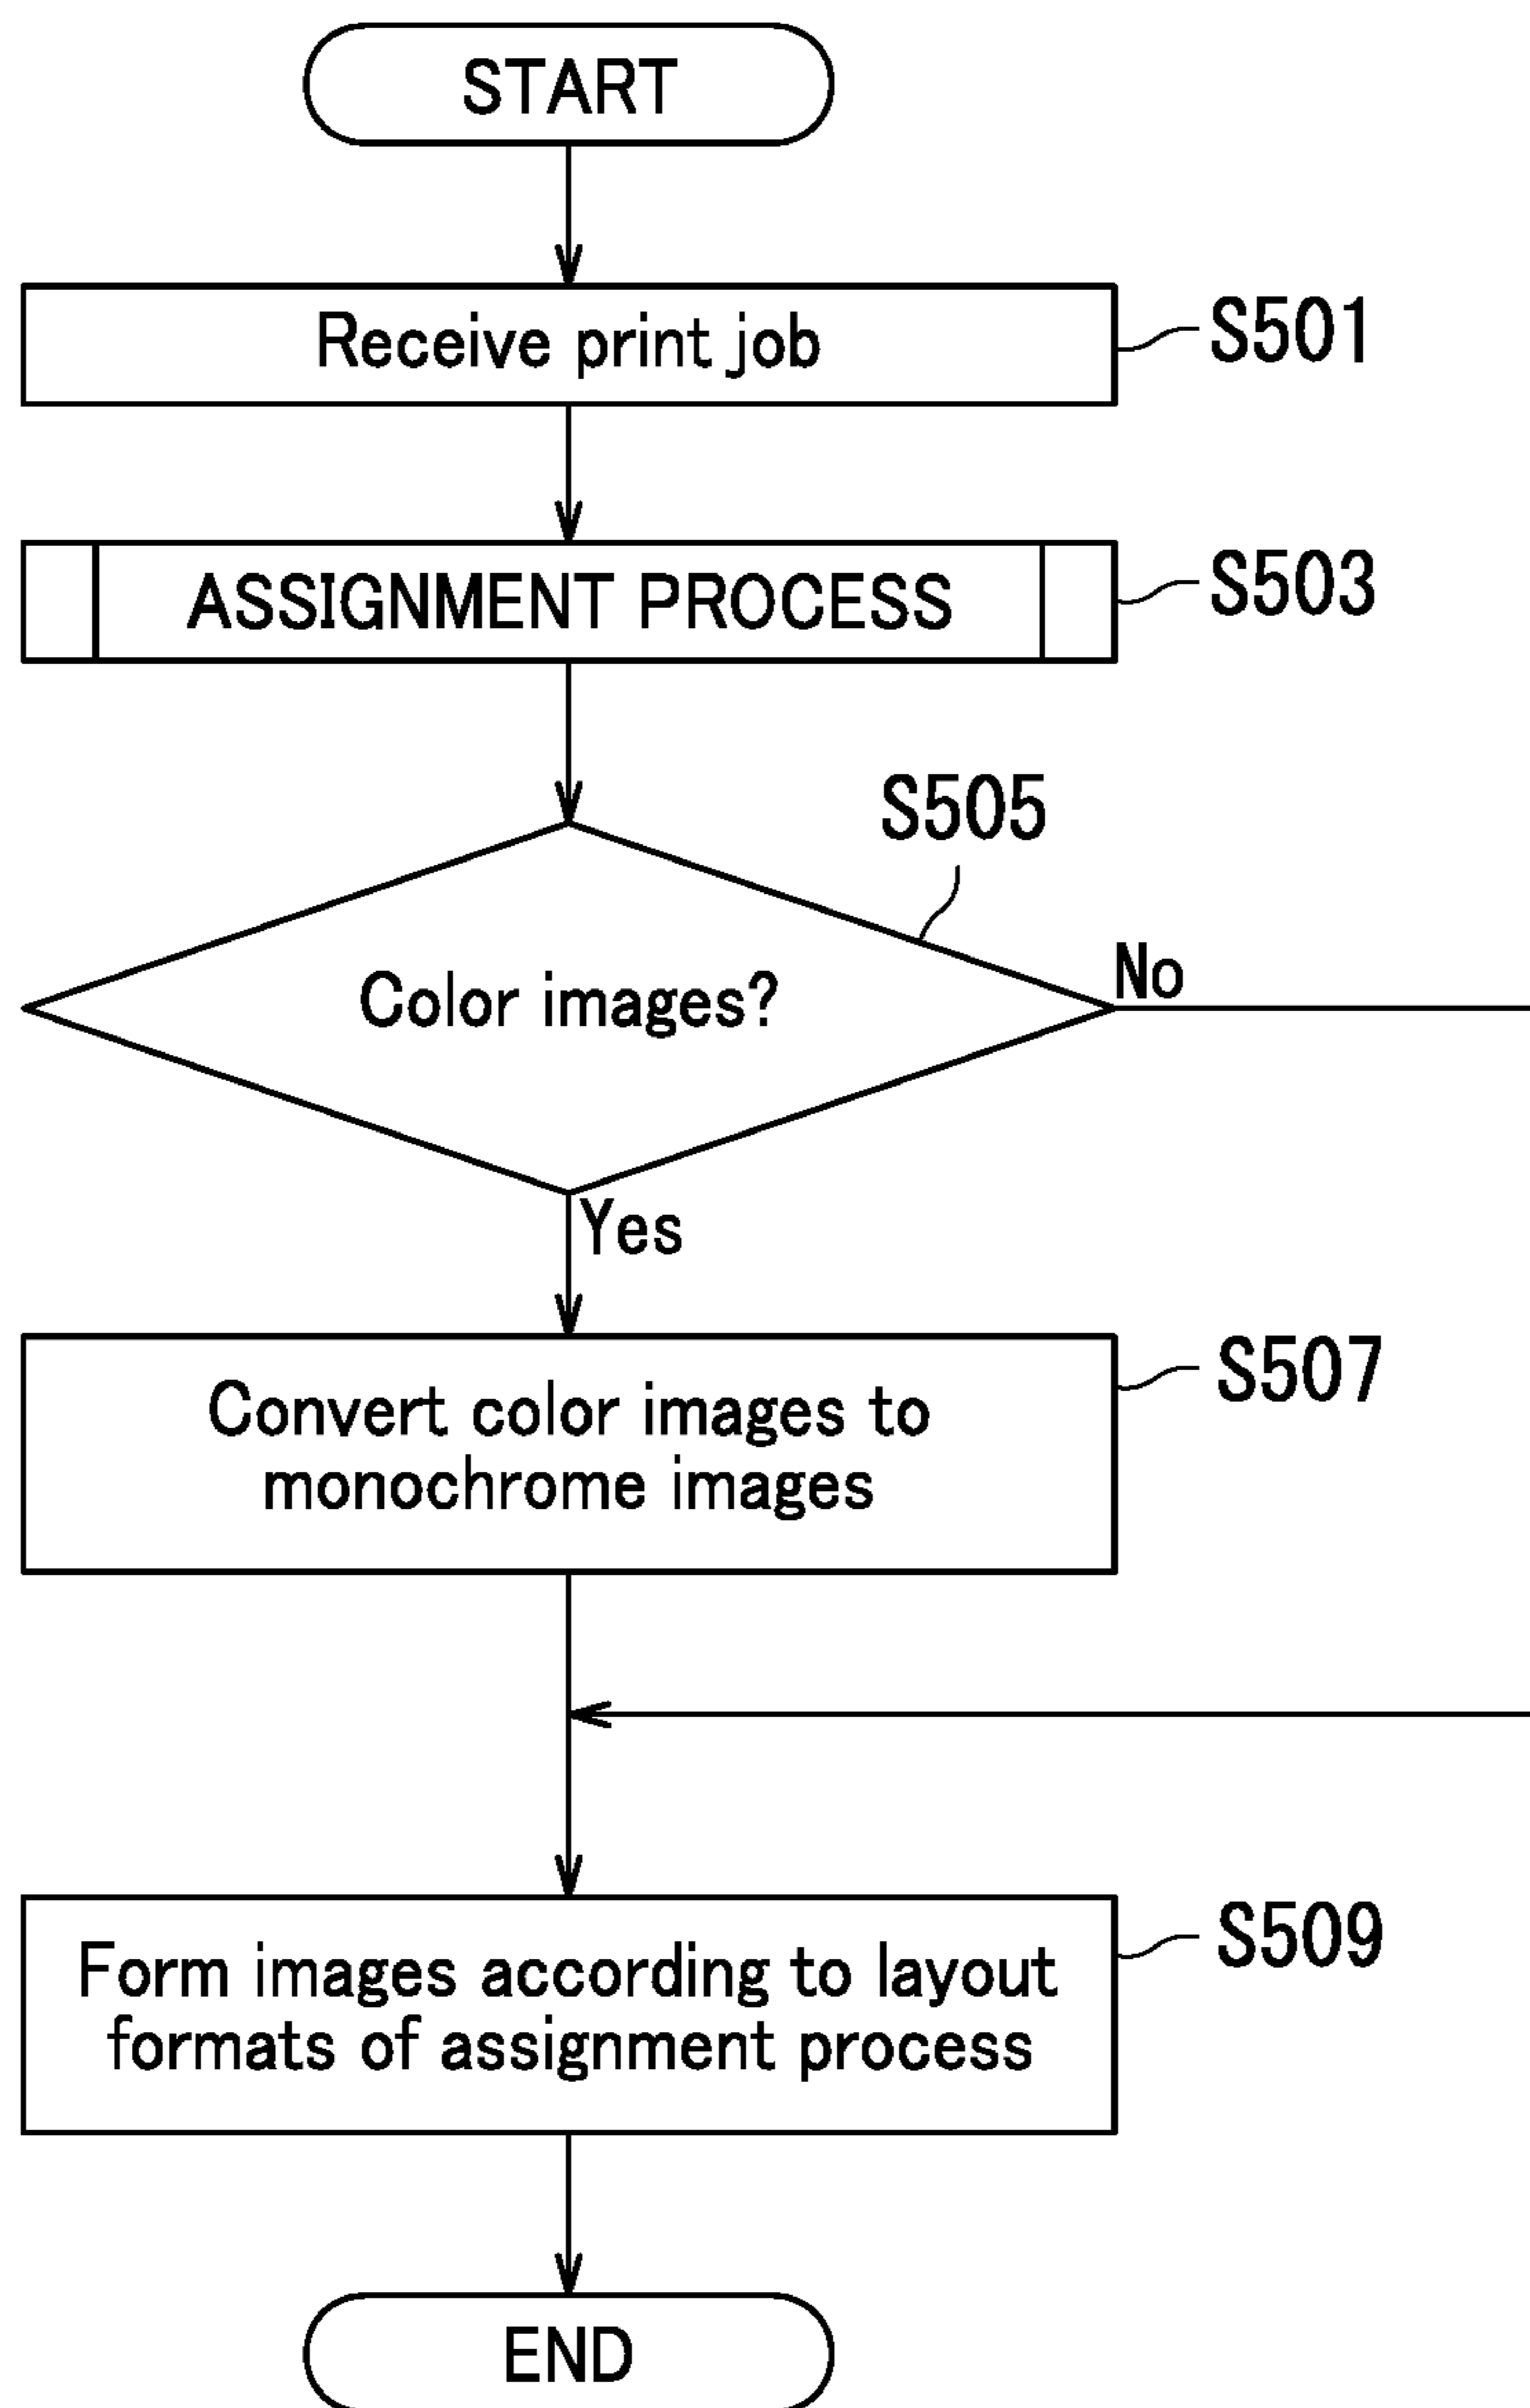 START
Receive print job
S501
ASSIGNMENT PROCESS
S503
S505
Color images?
No
Yes
Convert color images to
monochrome images
S507
Form images according to layout
formats of assignment process
S509
END